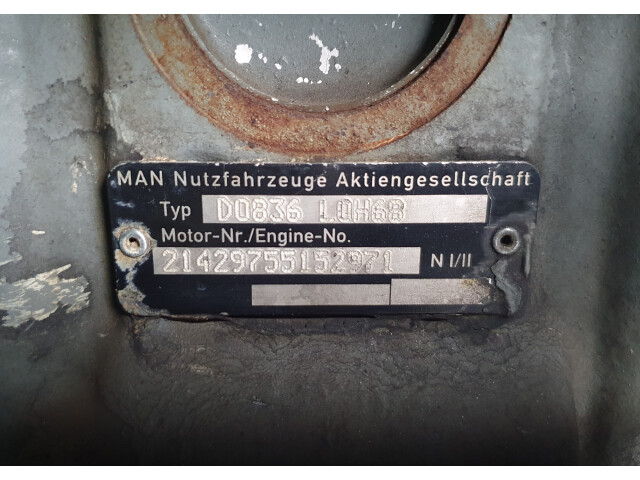 MAN Nutzfahrzeuge Aktiengesellschaft
Typ D0836 LOH68
Motor-Nr./Engine-No.
21429755152971 N I/II